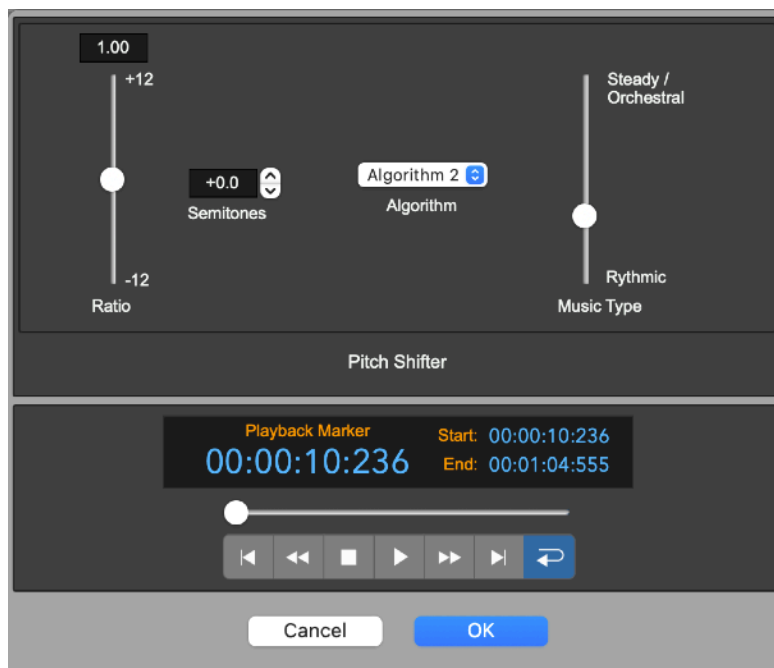 1.00
+12
-12
Ratio
+0.0
Semitones
Algorithm 2
Algorithm
Steady /
Orchestral
Rythmic
Music Type
Pitch Shifter
Playback Marker
00:00:10:236
Start: 00:00:10:236
End: 00:01:04:555
Cancel
OK